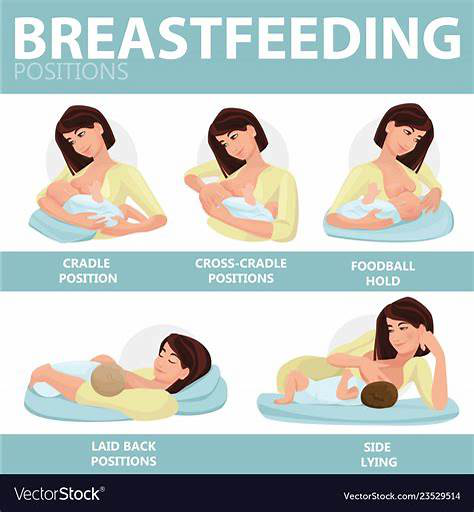 BREASTFEEDING
POSITIONS
CRADLE
POSITION
CROSS-CRADLE
POSITIONS
FOODBALL
HOLD
LAID BACK
POSITIONS
SIDE
LYING
VectorStock®
VectorStock.com/23529514